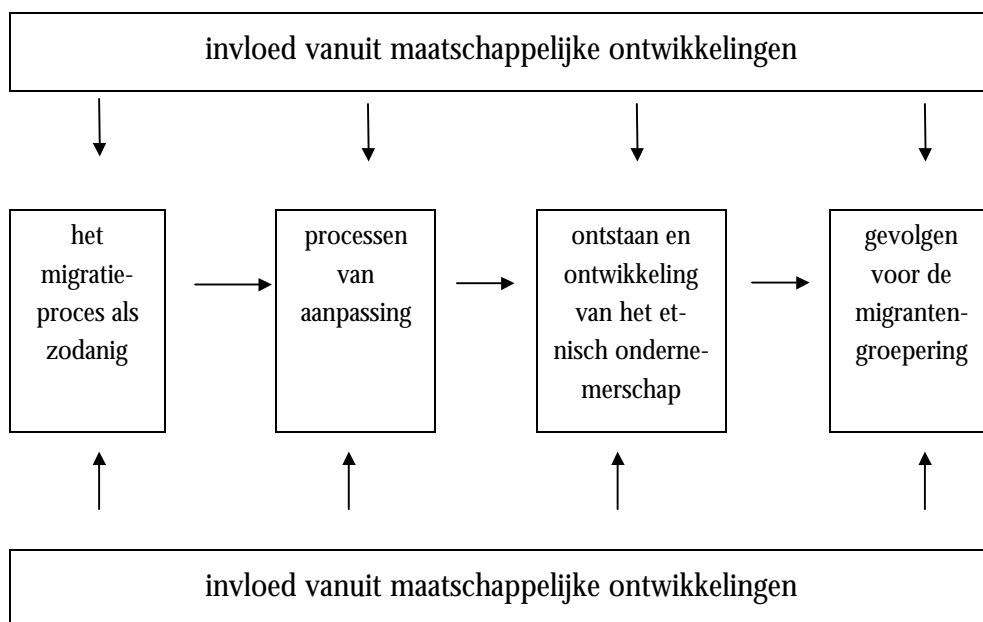 invloed vanuit maatschappelijke ontwikkelingen
het
migratie-
proces als
zodanig
processen
van
aanpassing
ontstaan en
ontwikkeling
van het et-
nisch onderne-
merschap
gevolgen
voor de
migranten-
groepering
invloed vanuit maatschappelijke ontwikkelingen